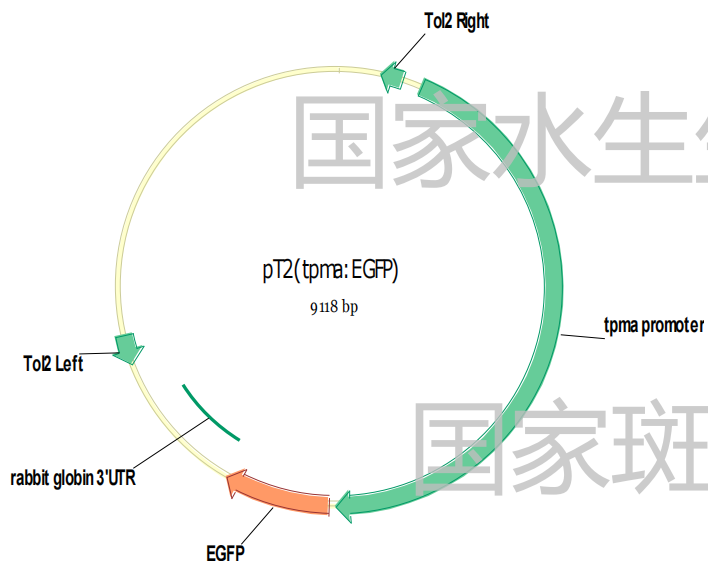 Tol2 Right
国家水生生
pT2(tpma:EGFP)
9118 bp
tpma promoter
Tol2 Left
国家斑
rabbit globin 3'UTR
EGFP